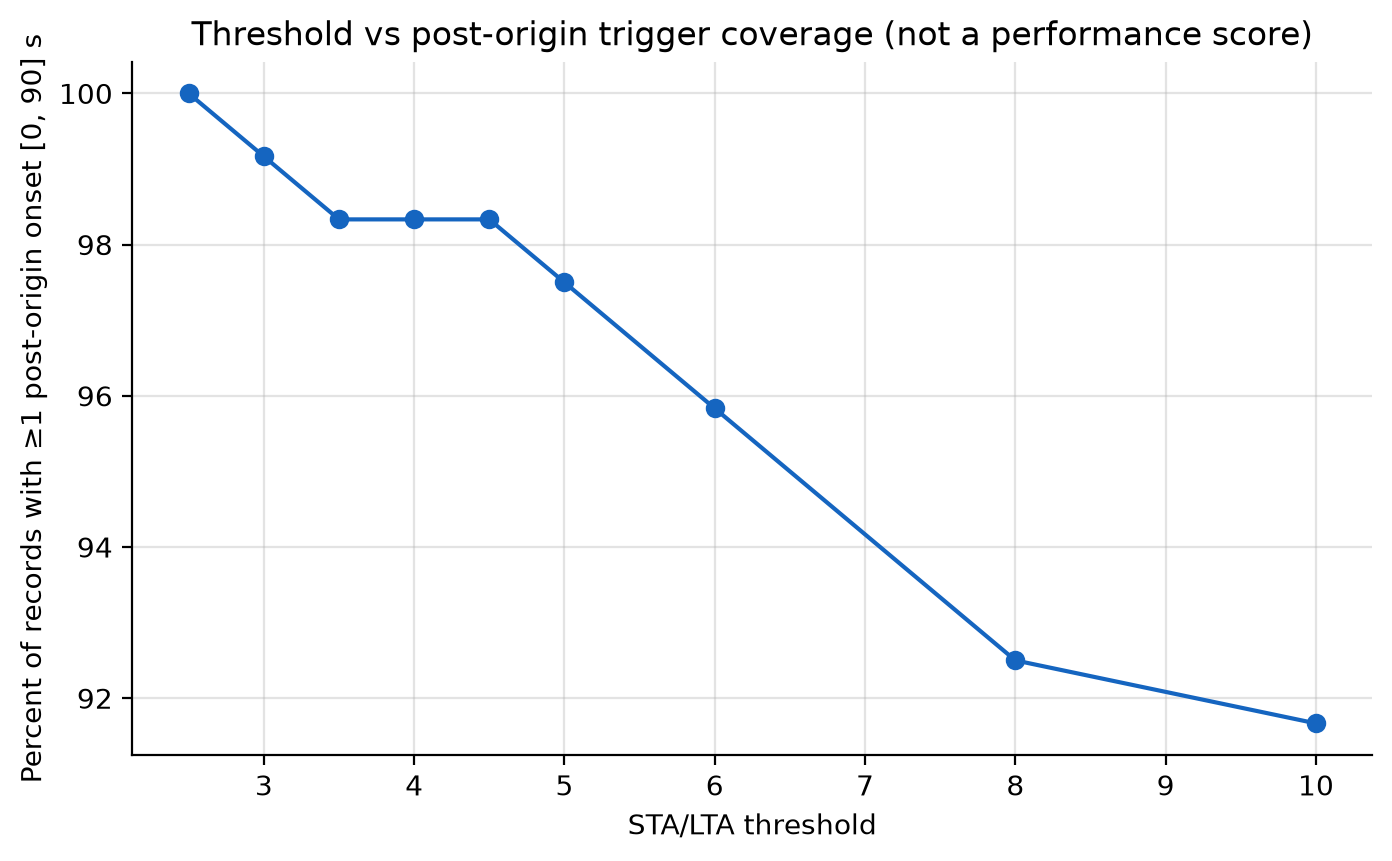 Threshold vs post-origin trigger coverage (not a performance score)
Percent of records with ≥1 post-origin onset [0, 90] s
100
98
96
94
92
3 4 5 6 7 8 9 10
STA/LTA threshold